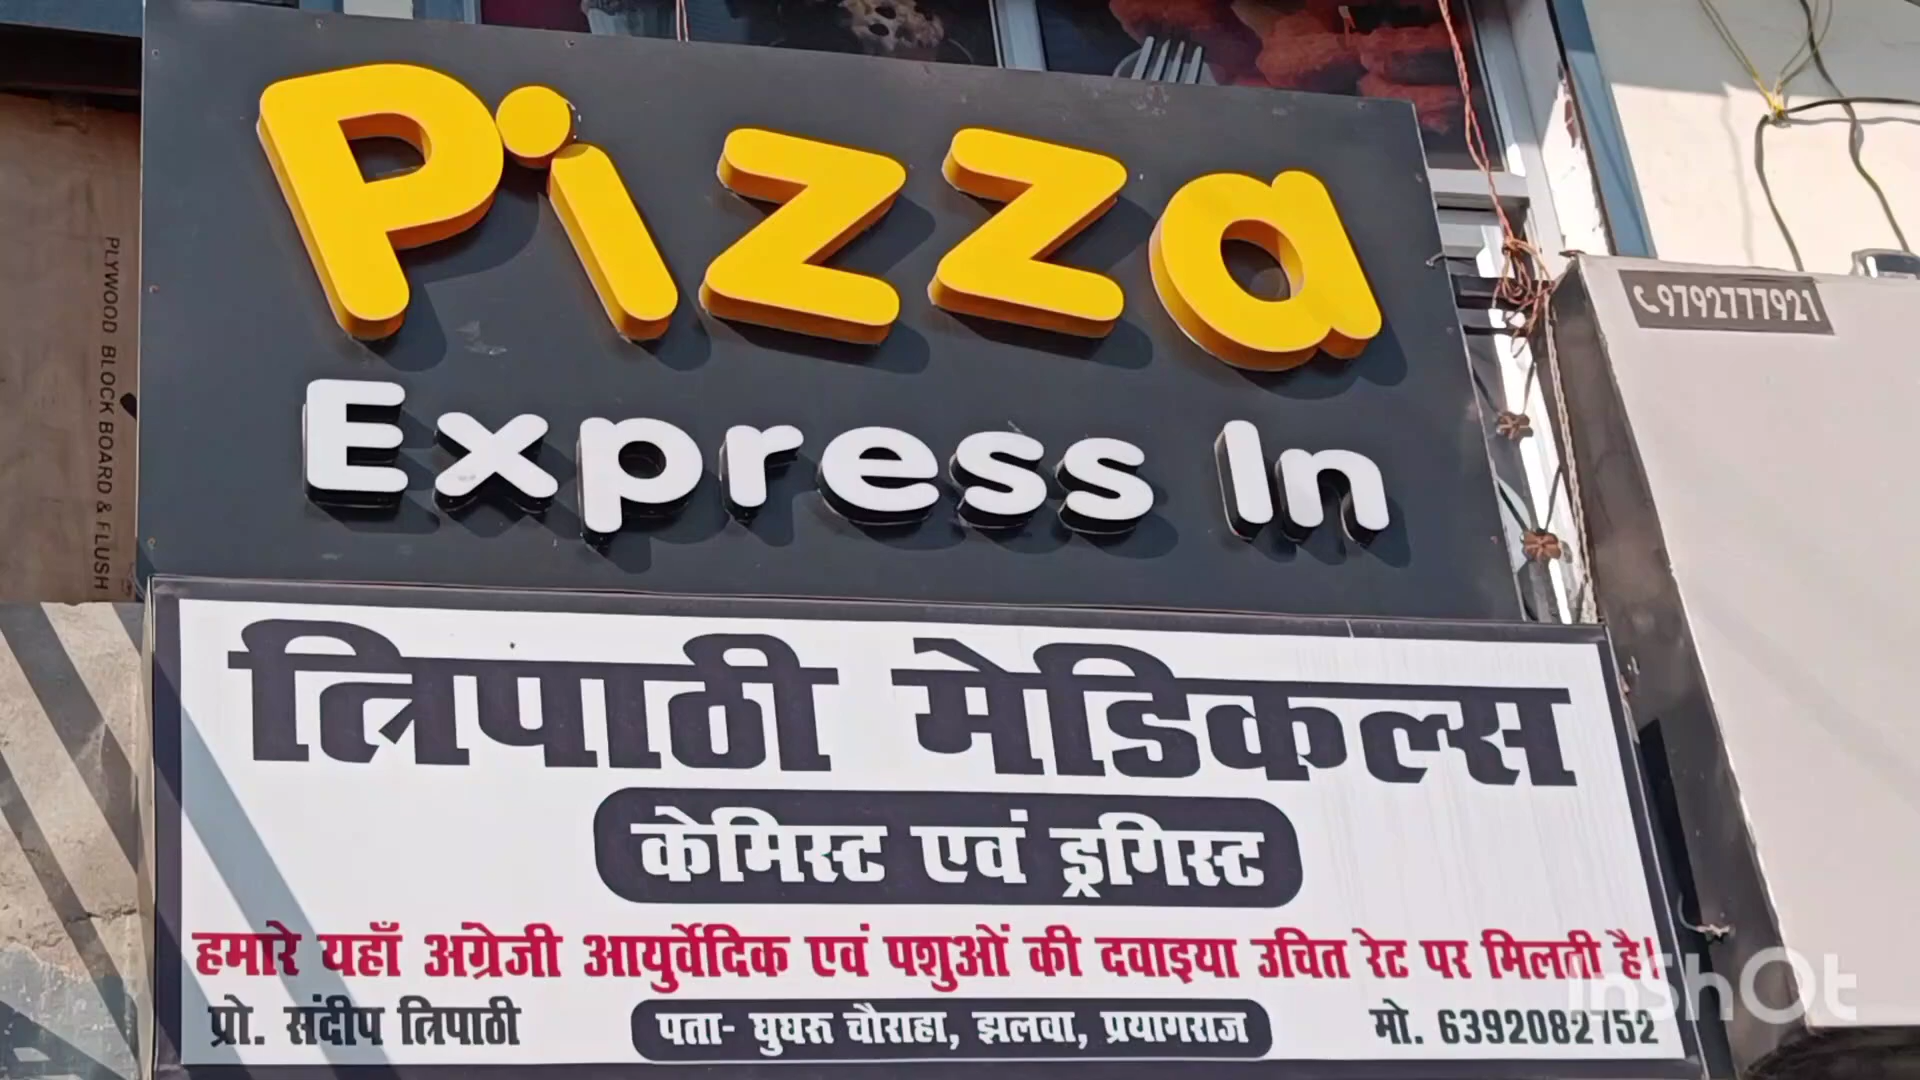 Pizza
Express In
9792777921
PLYWOOD BLOCK BOARD & FLUSH
त्रिपाठी मेडिकल्स
केमिस्ट एवं ड्रगिस्ट
हमारे यहाँ अंग्रेजी आयुर्वेदिक एवं पशुओं की दवाइया उचित रेट पर मिलती है।
प्रो. संदीप त्रिपाठी
पता- घुघरू चौराहा, झलवा, प्रयागराज
मो. 6392082752
InShOt